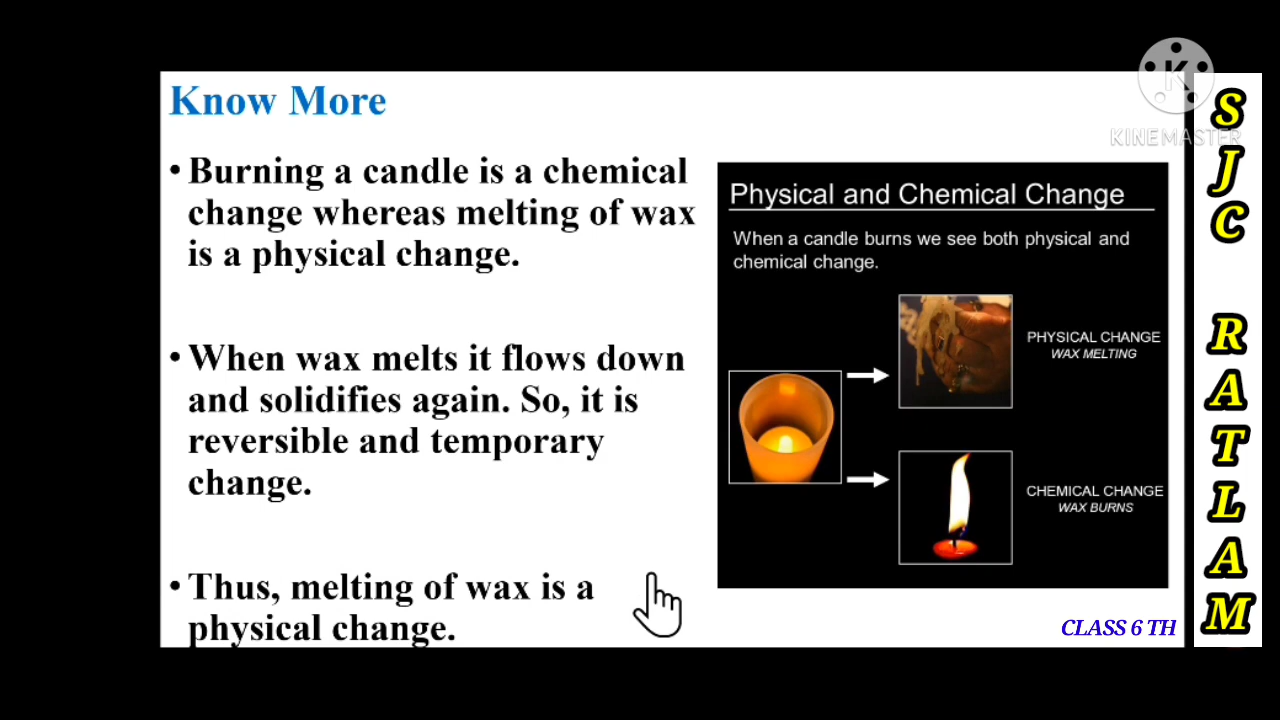 Know More
• Burning a candle is a chemical
change whereas melting of wax
is a physical change.
• When wax melts it flows down
and solidifies again. So, it is
reversible and temporary
change.
• Thus, melting of wax is a
physical change.
Physical and Chemical Change
When a candle burns we see both physical and
chemical change.
PHYSICAL CHANGE
WAX MELTING
CHEMICAL CHANGE
WAX BURNS
CLASS 6 TH
K
KINEMASTER
SJC RATLAM